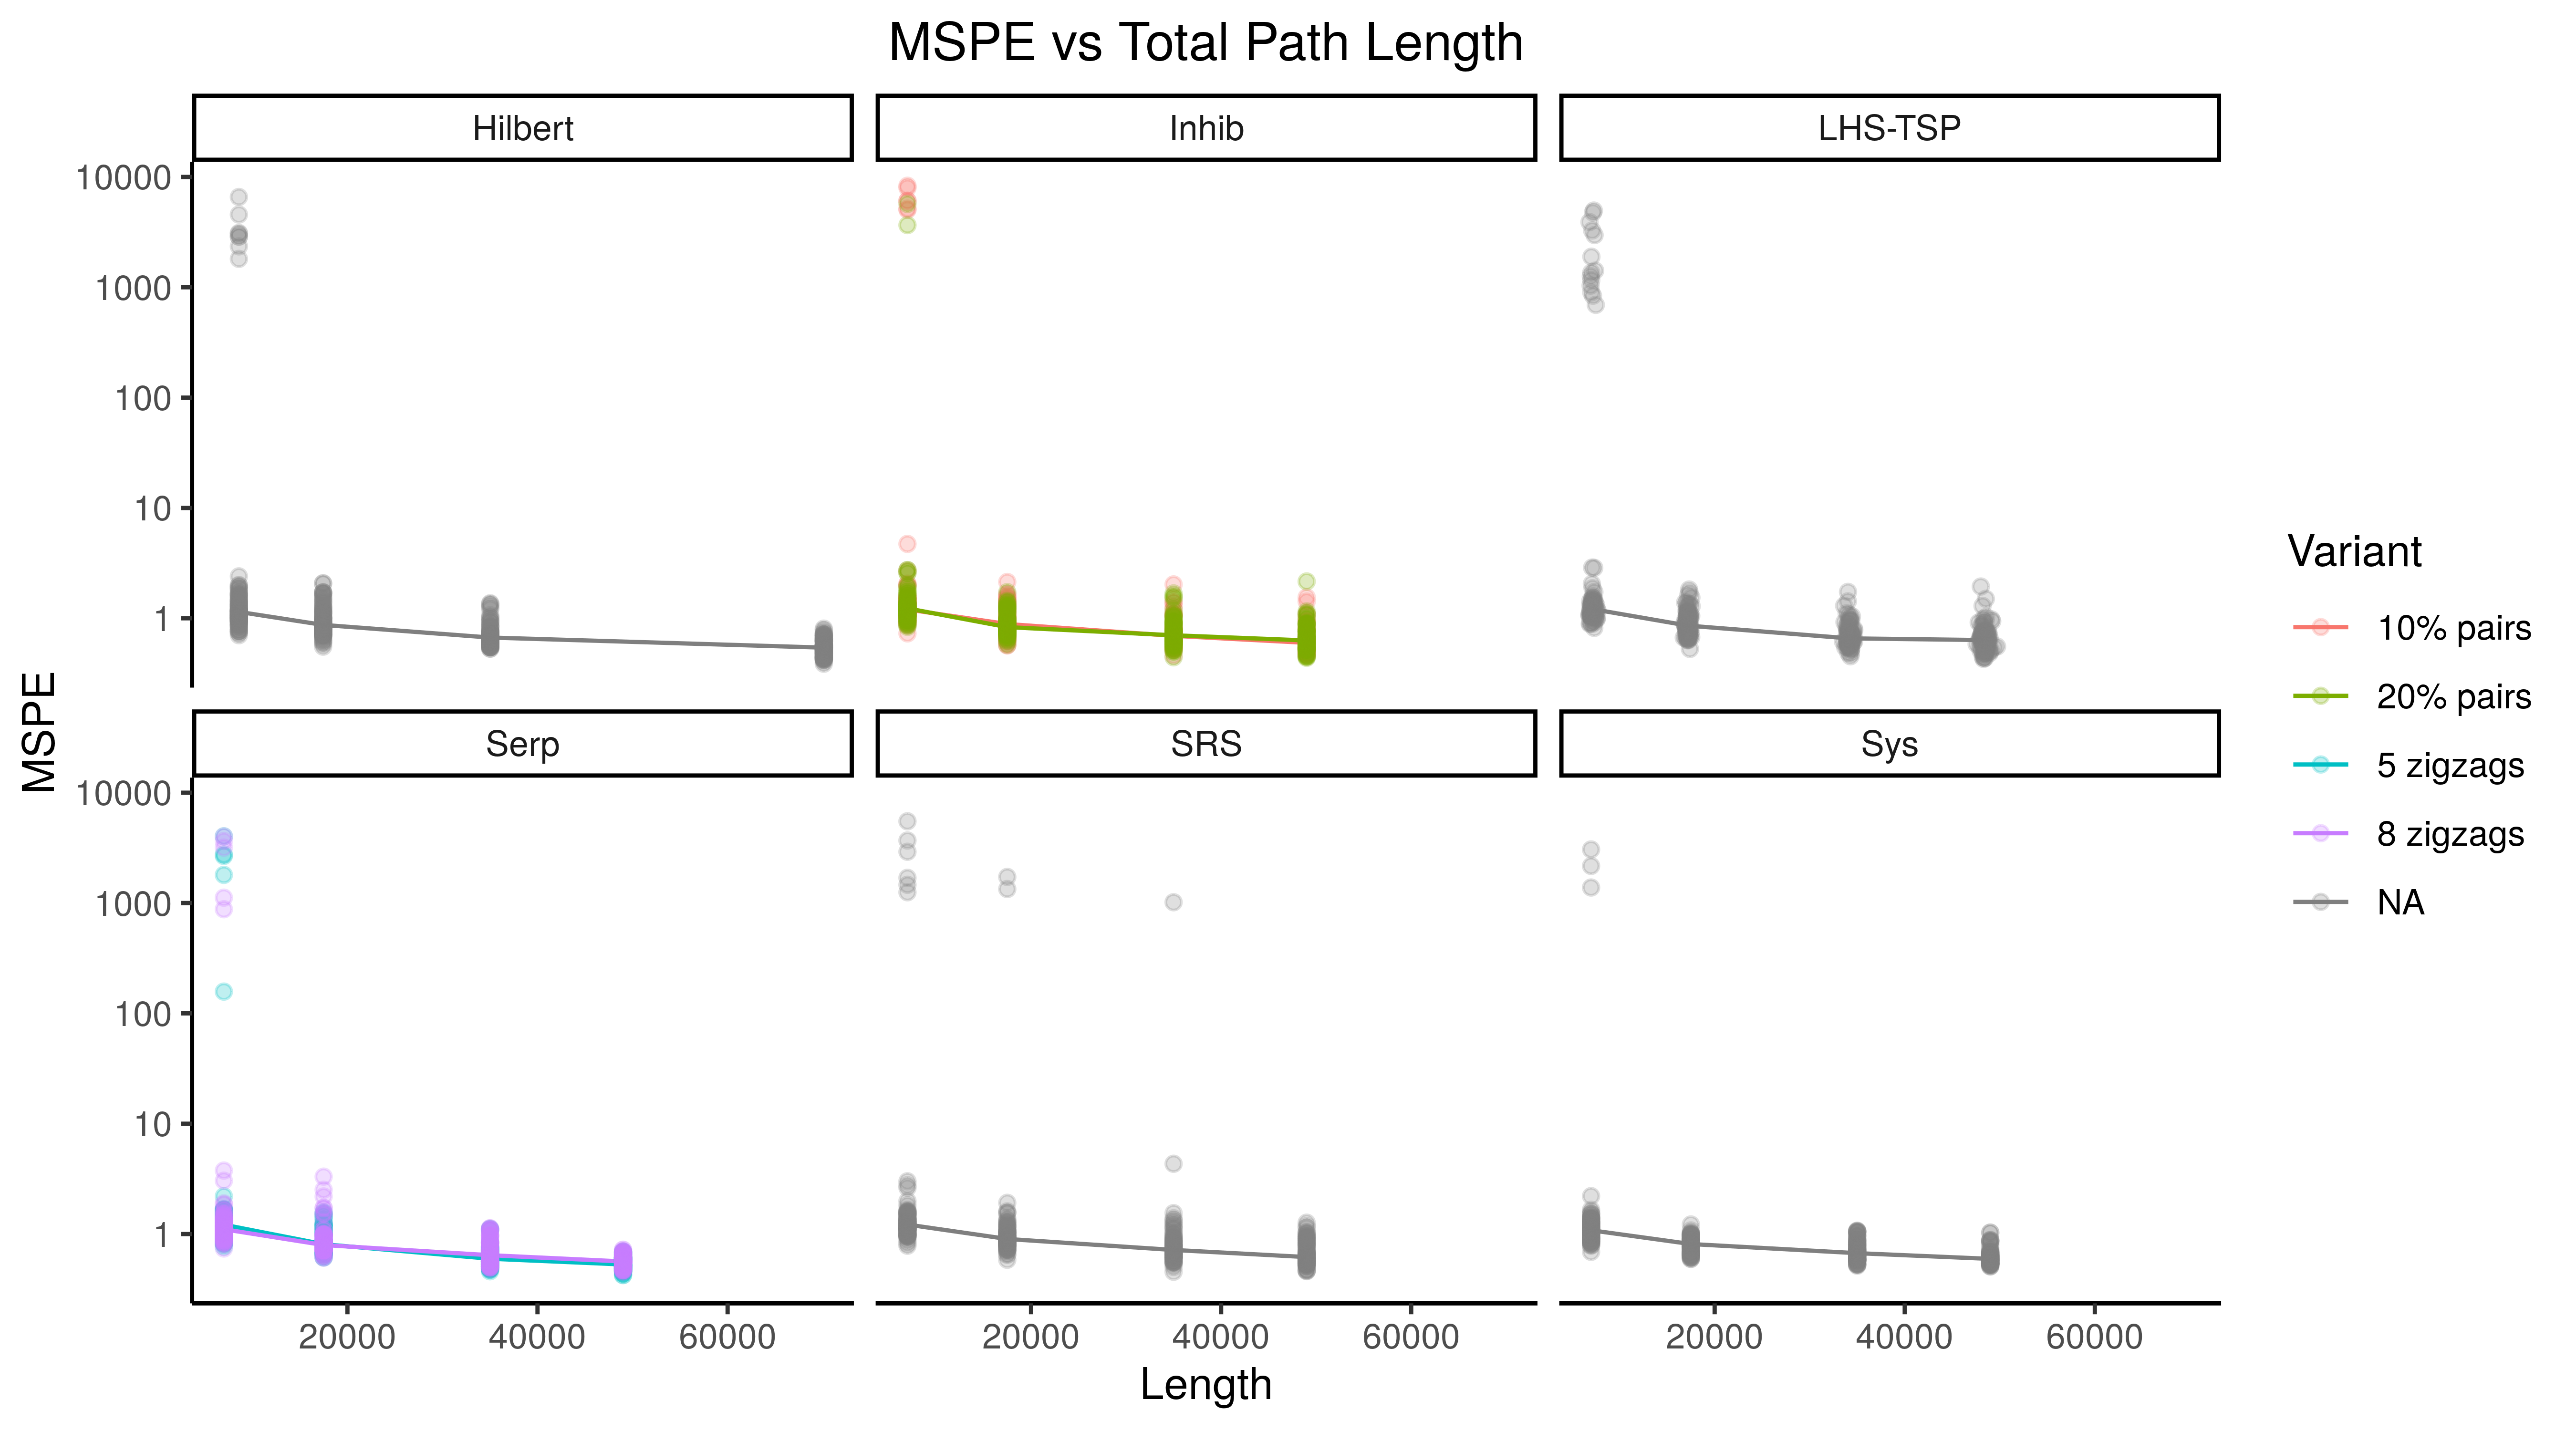 MSPE vs Total Path Length
Hilbert
Inhib
LHS-TSP
10000
1000
100
10
1
MSPE
Serp
SRS
Sys
10000
1000
100
10
1
20000 40000 60000
20000 40000 60000
20000 40000 60000
Length
Variant
10% pairs
20% pairs
5 zigzags
8 zigzags
NA